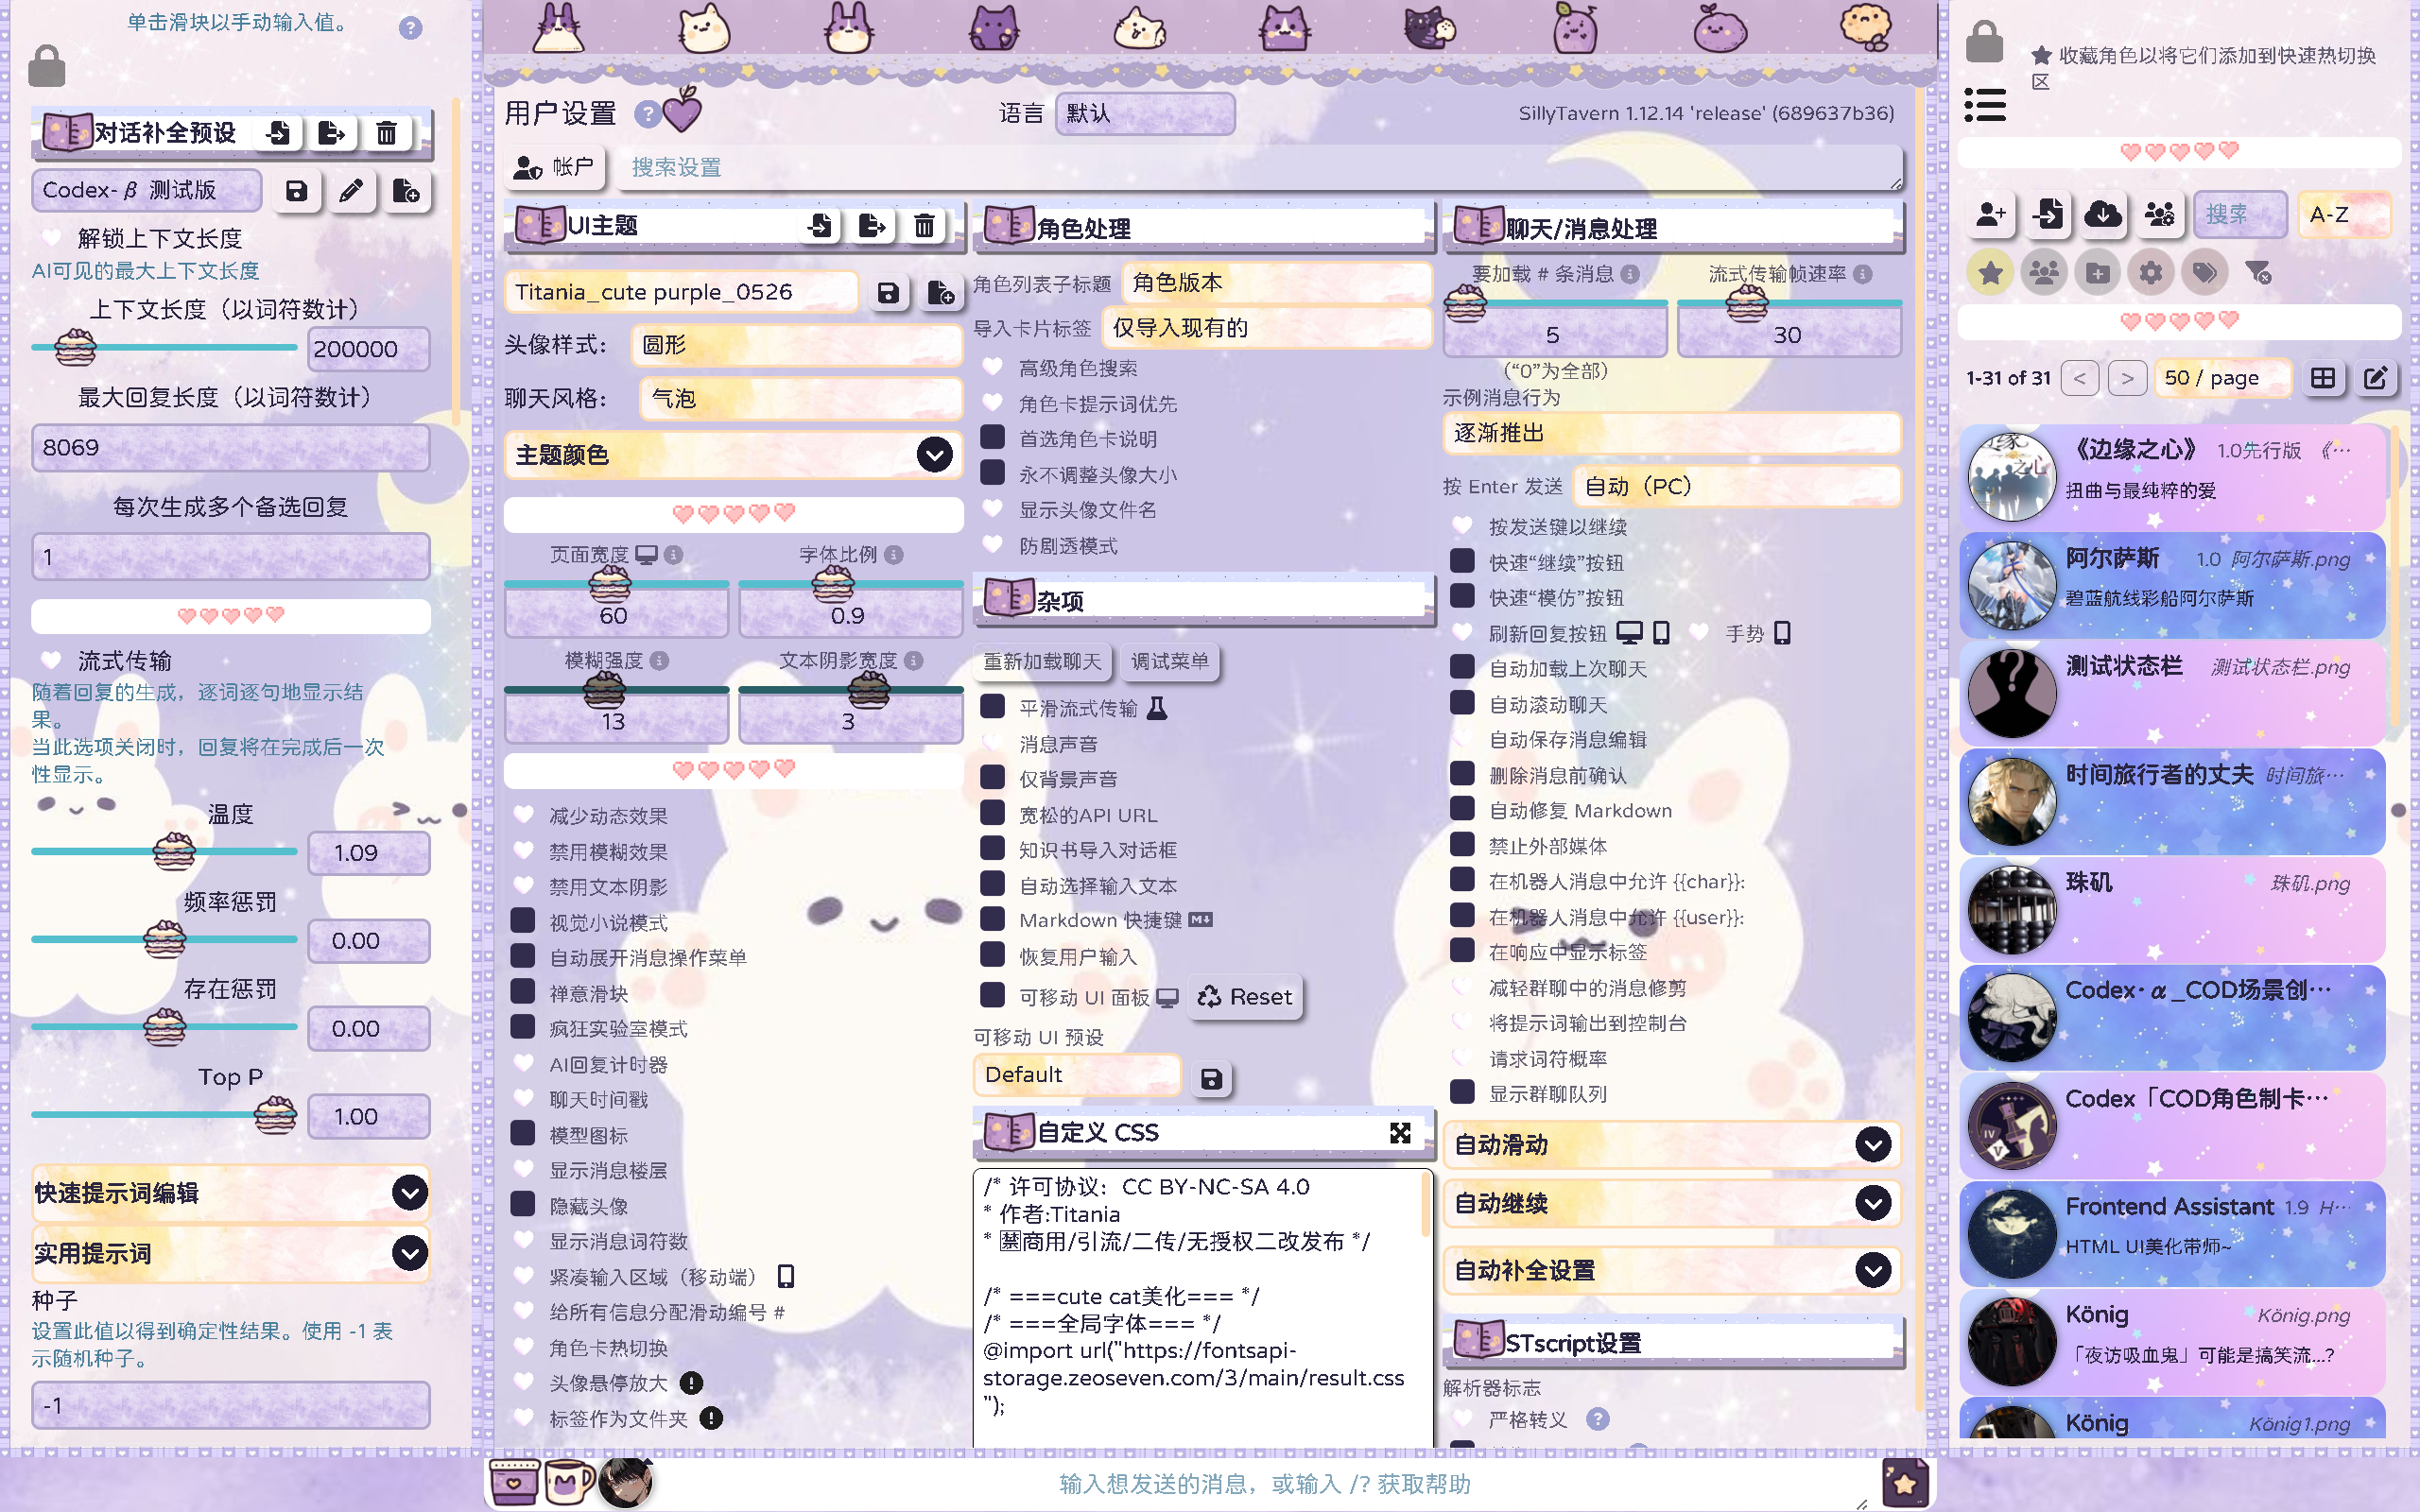 单击滑块以手动输入值。
对话补全预设
Codex-β 测试版
解锁上下文长度
AI可见的最大上下文长度
上下文长度（以词符数计）
200000
最大回复长度（以词符数计）
8069
每次生成多个备选回复
1
流式传输
随着回复的生成，逐词逐句地显示结
果。
当此选项关闭时，回复将在完成后一次
性显示。
温度
1.09
频率惩罚
0.00
存在惩罚
0.00
Top P
1.00
快速提示词编辑
实用提示词
种子
设置此值以得到确定性结果。使用 -1 表
示随机种子。
-1
用户设置
语言 默认
SillyTavern 1.12.14 'release' (689637b36)
帐户 搜索设置
UI主题
Titania_cute purple_0526
头像样式： 圆形
聊天风格： 气泡
主题颜色
页面宽度 字体比例
60 0.9
模糊强度 文本阴影宽度
13 3
减少动态效果
禁用模糊效果
禁用文本阴影
视觉小说模式
自动展开消息操作菜单
禅意滑块
疯狂实验室模式
AI回复计时器
聊天时间戳
模型图标
显示消息楼层
隐藏头像
显示消息词符数
紧凑输入区域（移动端）
给所有信息分配滑动编号 #
角色卡热切换
头像悬停放大
标签作为文件夹
角色处理
角色列表子标题 角色版本
导入卡片标签 仅导入现有的
高级角色搜索
角色卡提示词优先
首选角色卡说明
永不调整头像大小
显示头像文件名
防剧透模式
杂项
重新加载聊天 调试菜单
平滑流式传输
消息声音
仅背景声音
宽松的API URL
知识书导入对话框
自动选择输入文本
Markdown 快捷键
恢复用户输入
可移动 UI 面板 Reset
可移动 UI 预设
Default
自定义 CSS
/* 许可协议：CC BY-NC-SA 4.0
* 作者:Titania
* 🈲商用/引流/二传/无授权二改发布 */
/* ===cute cat美化=== */
/* ===全局字体=== */
@import url("https://fontsapi-
storage.zeoseven.com/3/main/result.css
");
聊天/消息处理
要加载 # 条消息 流式传输帧速率
5 30
（“0”为全部）
示例消息行为
逐渐推出
按 Enter 发送 自动（PC）
按发送键以继续
快速“继续”按钮
快速“模仿”按钮
刷新回复按钮 手势
自动加载上次聊天
自动滚动聊天
自动保存消息编辑
删除消息前确认
自动修复 Markdown
禁止外部媒体
在机器人消息中允许 {{char}}:
在机器人消息中允许 {{user}}:
在响应中显示标签
减轻群聊中的消息修剪
将提示词输出到控制台
请求词符概率
显示群聊队列
自动滑动
自动继续
自动补全设置
STscript设置
解析器标志
严格转义
输入想发送的消息，或输入 /? 获取帮助
收藏角色以将它们添加到快速热切换
区
搜索 A-Z
1-31 of 31 < > 50 / page
《边缘之心》 1.0先行版 《…
扭曲与最纯粹的爱
阿尔萨斯 1.0 阿尔萨斯.png
碧蓝航线彩船阿尔萨斯
测试状态栏 测试状态栏.png
时间旅行者的丈夫 时间旅…
珠矶 珠矶.png
Codex·α_COD场景创…
Codex「COD角色制卡…
Frontend Assistant 1.9 H…
HTML UI美化带师~
König König.png
「夜访吸血鬼」可能是搞笑流...?
König König1.png